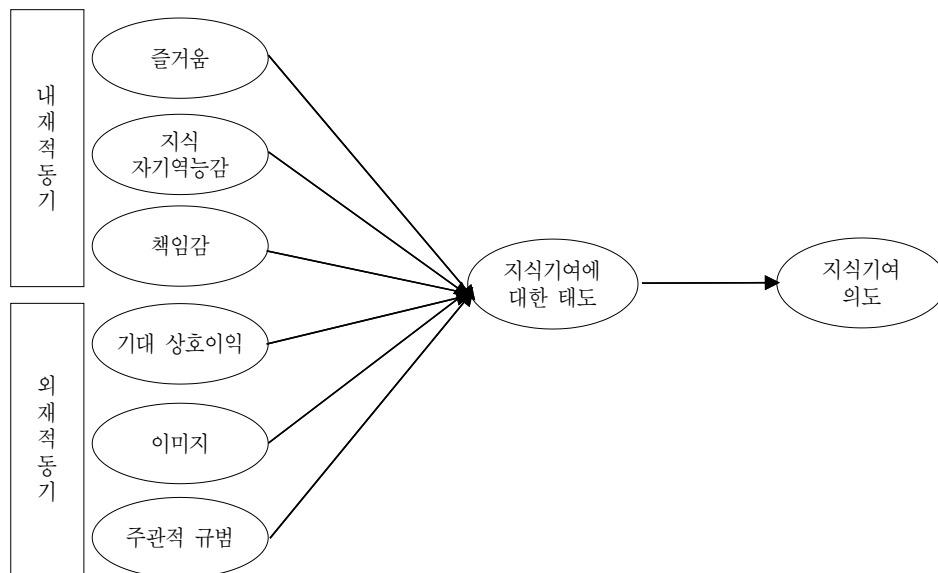 내재적동기
즐거움
지식
자기역능감
책임감
외재적동기
기대 상호이익
이미지
주관적 규범
지식기여에
대한 태도
지식기여
의도